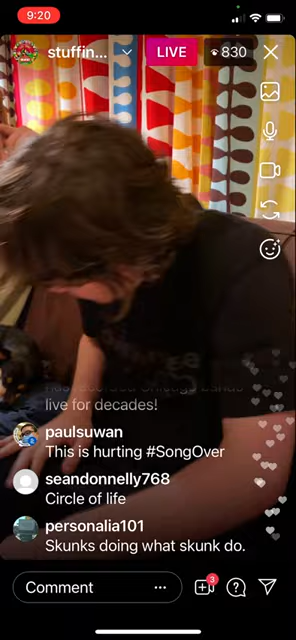 9:20
stuffin...
LIVE
830
live for decades!
paulsuwan
This is hurting #SongOver
seandonnelly768
Circle of life
personalia101
Skunks doing what skunk do.
Comment
3